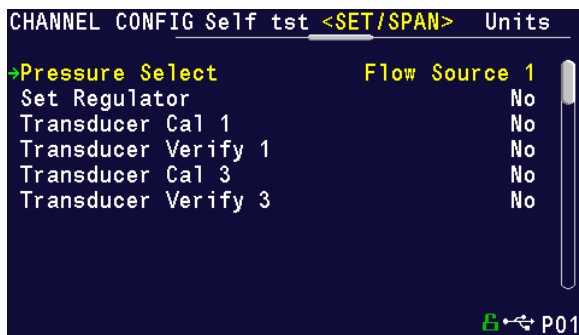 CHANNEL CONFIG Self tst <SET/SPAN> Units
→Pressure Select Flow Source 1
Set Regulator No
Transducer Cal 1 No
Transducer Verify 1 No
Transducer Cal 3 No
Transducer Verify 3 No
P01